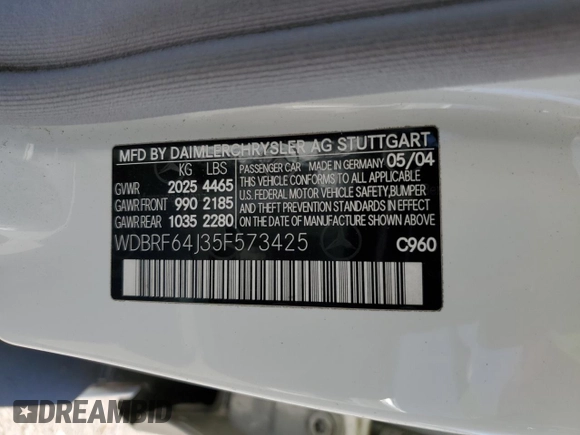 MFD BY DAIMLERCHRYSLER AG STUTTGART
KG LBS
GVWR 2025 4465
GAWR FRONT 990 2185
GAWR REAR 1035 2280
PASSENGER CAR MADE IN GERMANY 05/04
THIS VEHICLE CONFORMS TO ALL APPLICABLE
U.S. FEDERAL MOTOR VEHICLE SAFETY, BUMPER
AND THEFT PREVENTION STANDARDS IN EFFECT
ON THE DATE OF MANUFACTURE SHOWN ABOVE
WDBRF64J35F573425 C960
DREAMBID